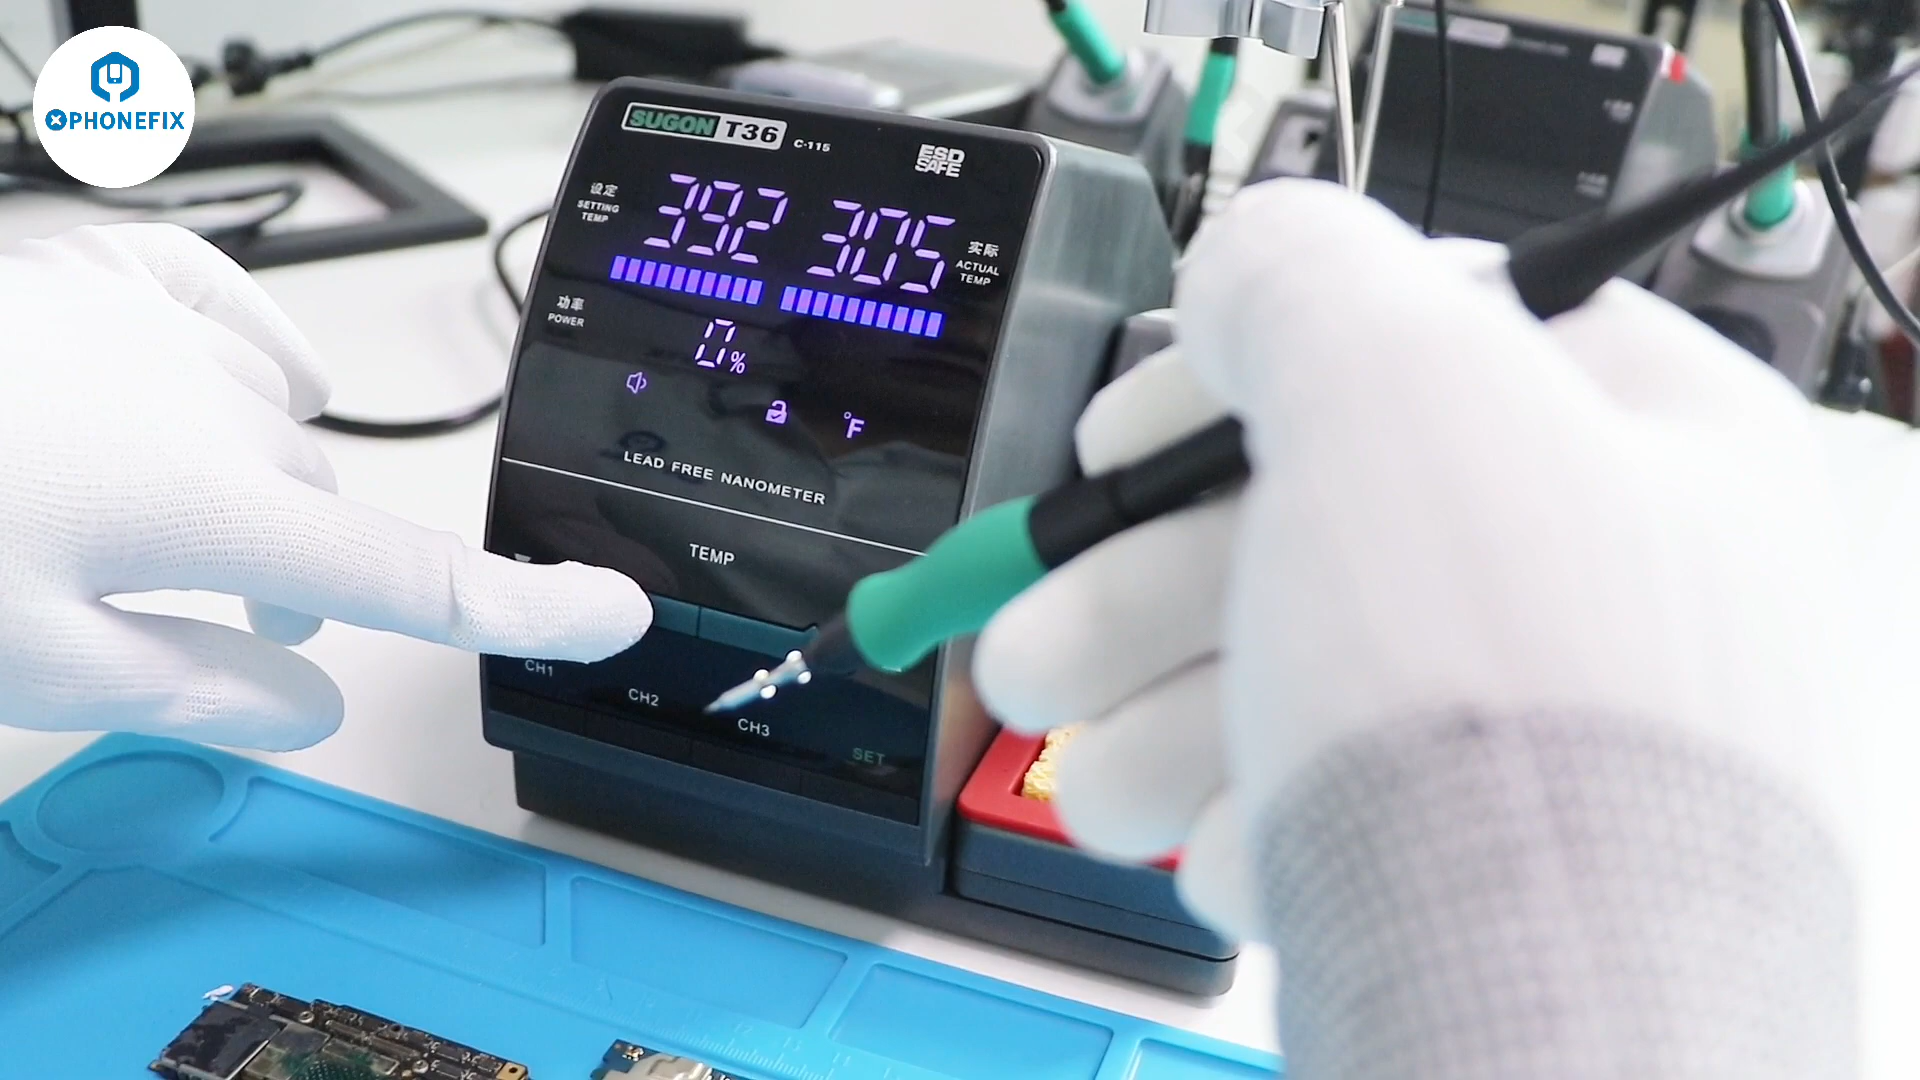 PHONEFIX
SUGON T36 C-115
ESD
SAFE
设定
SETTING
TEMP
392
305
实际
ACTUAL
TEMP
功率
POWER
0%
°F
LEAD FREE NANOMETER
TEMP
CH1
CH2
CH3
SET